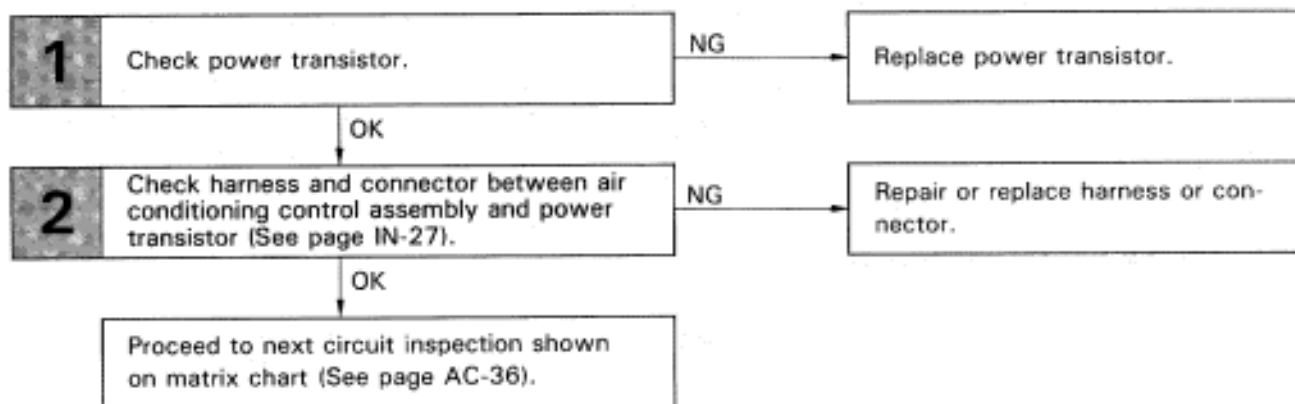 1
Check power transistor.
NG
Replace power transistor.
OK
2
Check harness and connector between air
conditioning control assembly and power
transistor (See page IN-27).
NG
Repair or replace harness or con-
nector.
OK
Proceed to next circuit inspection shown
on matrix chart (See page AC-36).